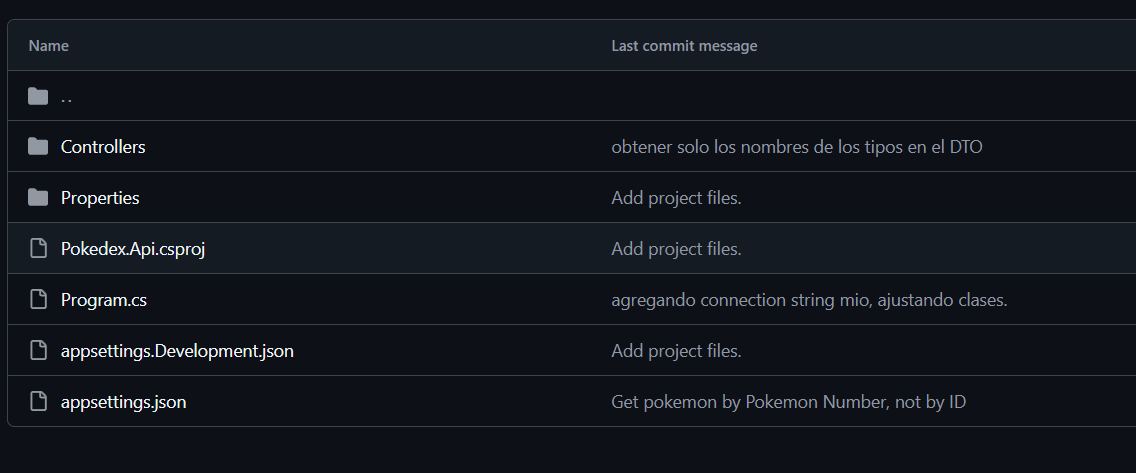 Name Last commit message
..
Controllers obtener solo los nombres de los tipos en el DTO
Properties Add project files.
Pokedex.Api.csproj Add project files.
Program.cs agregando connection string mio, ajustando clases.
appsettings.Development.json Add project files.
appsettings.json Get pokemon by Pokemon Number, not by ID